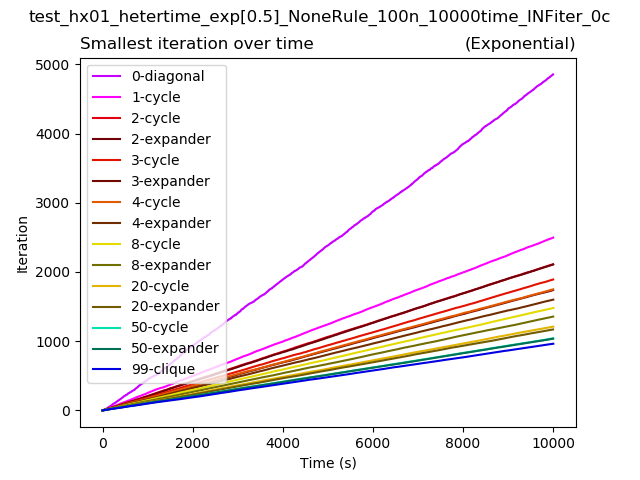 test_hx01_hetertime_exp[0.5]_NoneRule_100n_10000time_INFiter_0c
Smallest iteration over time (Exponential)
5000
4000
3000
2000
1000
0
Iteration
0-diagonal
1-cycle
2-cycle
2-expander
3-cycle
3-expander
4-cycle
4-expander
8-cycle
8-expander
20-cycle
20-expander
50-cycle
50-expander
99-clique
0 2000 4000 6000 8000 10000
Time (s)